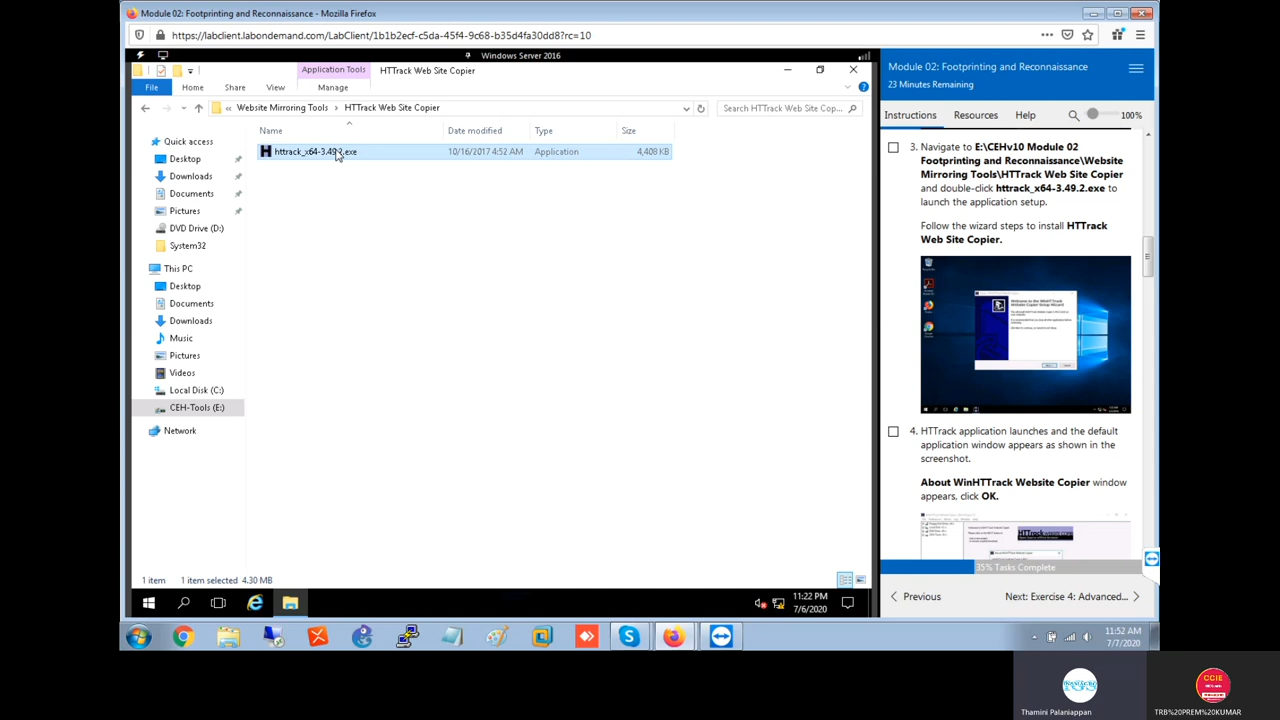 Module 02: Footprinting and Reconnaissance - Mozilla Firefox
https://labclient.labondemand.com/LabClient/1b1b2ecf-c5da-45f4-9c68-b35d4fa30dd8?rc=10
Windows Server 2016
Application Tools
HTTrack Web Site Copier
File
Home
Share
View
Manage
« Website Mirroring Tools › HTTrack Web Site Copier
Search HTTrack Web Site Cop...
Name
Date modified
Type
Size
httrack_x64-3.49.2.exe
10/16/2017 4:52 AM
Application
4,408 KB
Quick access
Desktop
Downloads
Documents
Pictures
DVD Drive (D:)
System32
This PC
Desktop
Documents
Downloads
Music
Pictures
Videos
Local Disk (C:)
CEH-Tools (E:)
Network
1 item
1 item selected 4.30 MB
11:22 PM
7/6/2020
Module 02: Footprinting and Reconnaissance
23 Minutes Remaining
Instructions
Resources
Help
100%
3. Navigate to E:\CEHv10 Module 02
Footprinting and Reconnaissance\Website
Mirroring Tools\HTTrack Web Site Copier
and double-click httrack_x64-3.49.2.exe to
launch the application setup.
Follow the wizard steps to install HTTrack
Web Site Copier.
4. HTTrack application launches and the default
application window appears as shown in the
screenshot.
About WinHTTrack Website Copier window
appears, click OK.
35% Tasks Complete
Previous
Next: Exercise 4: Advanced...
11:52 AM
7/7/2020
Thamini Palaniappan
CCIE
TRB%20PREM%20KUMAR